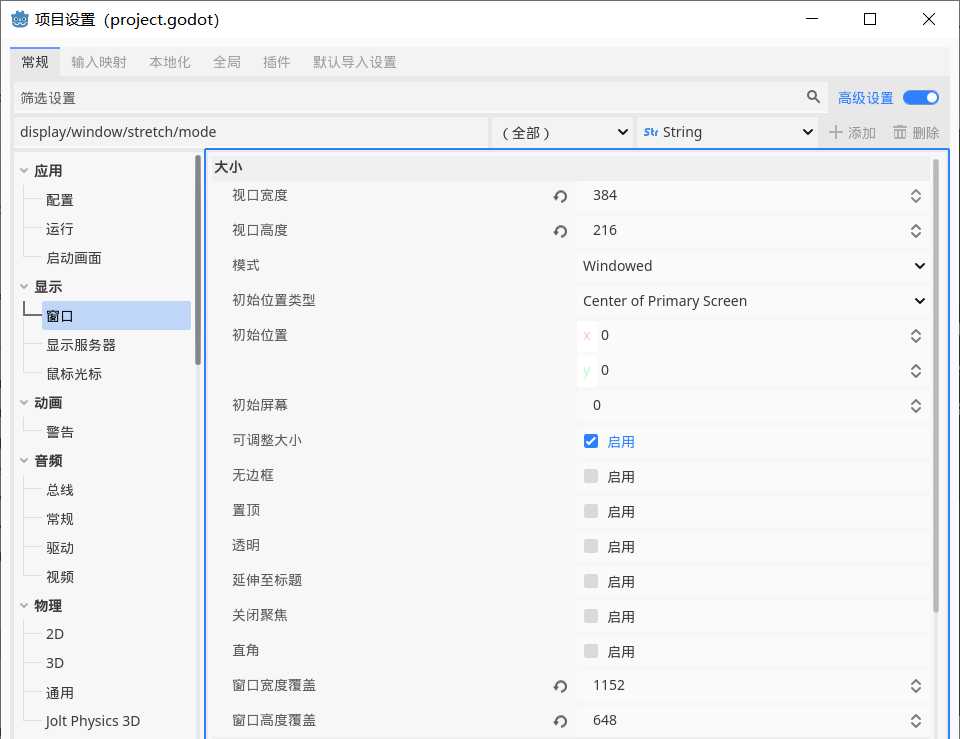 项目设置（project.godot）
常规 输入映射 本地化 全局 插件 默认导入设置
筛选设置 高级设置
display/window/stretch/mode （全部） Str String 添加 删除
应用
配置
运行
启动画面
显示
窗口
显示服务器
鼠标光标
动画
警告
音频
总线
常规
驱动
视频
物理
2D
3D
通用
Jolt Physics 3D
大小
视口宽度 384
视口高度 216
模式 Windowed
初始位置类型 Center of Primary Screen
初始位置 x 0
y 0
初始屏幕 0
可调整大小 启用
无边框 启用
置顶 启用
透明 启用
延伸至标题 启用
关闭聚焦 启用
直角 启用
窗口宽度覆盖 1152
窗口高度覆盖 648